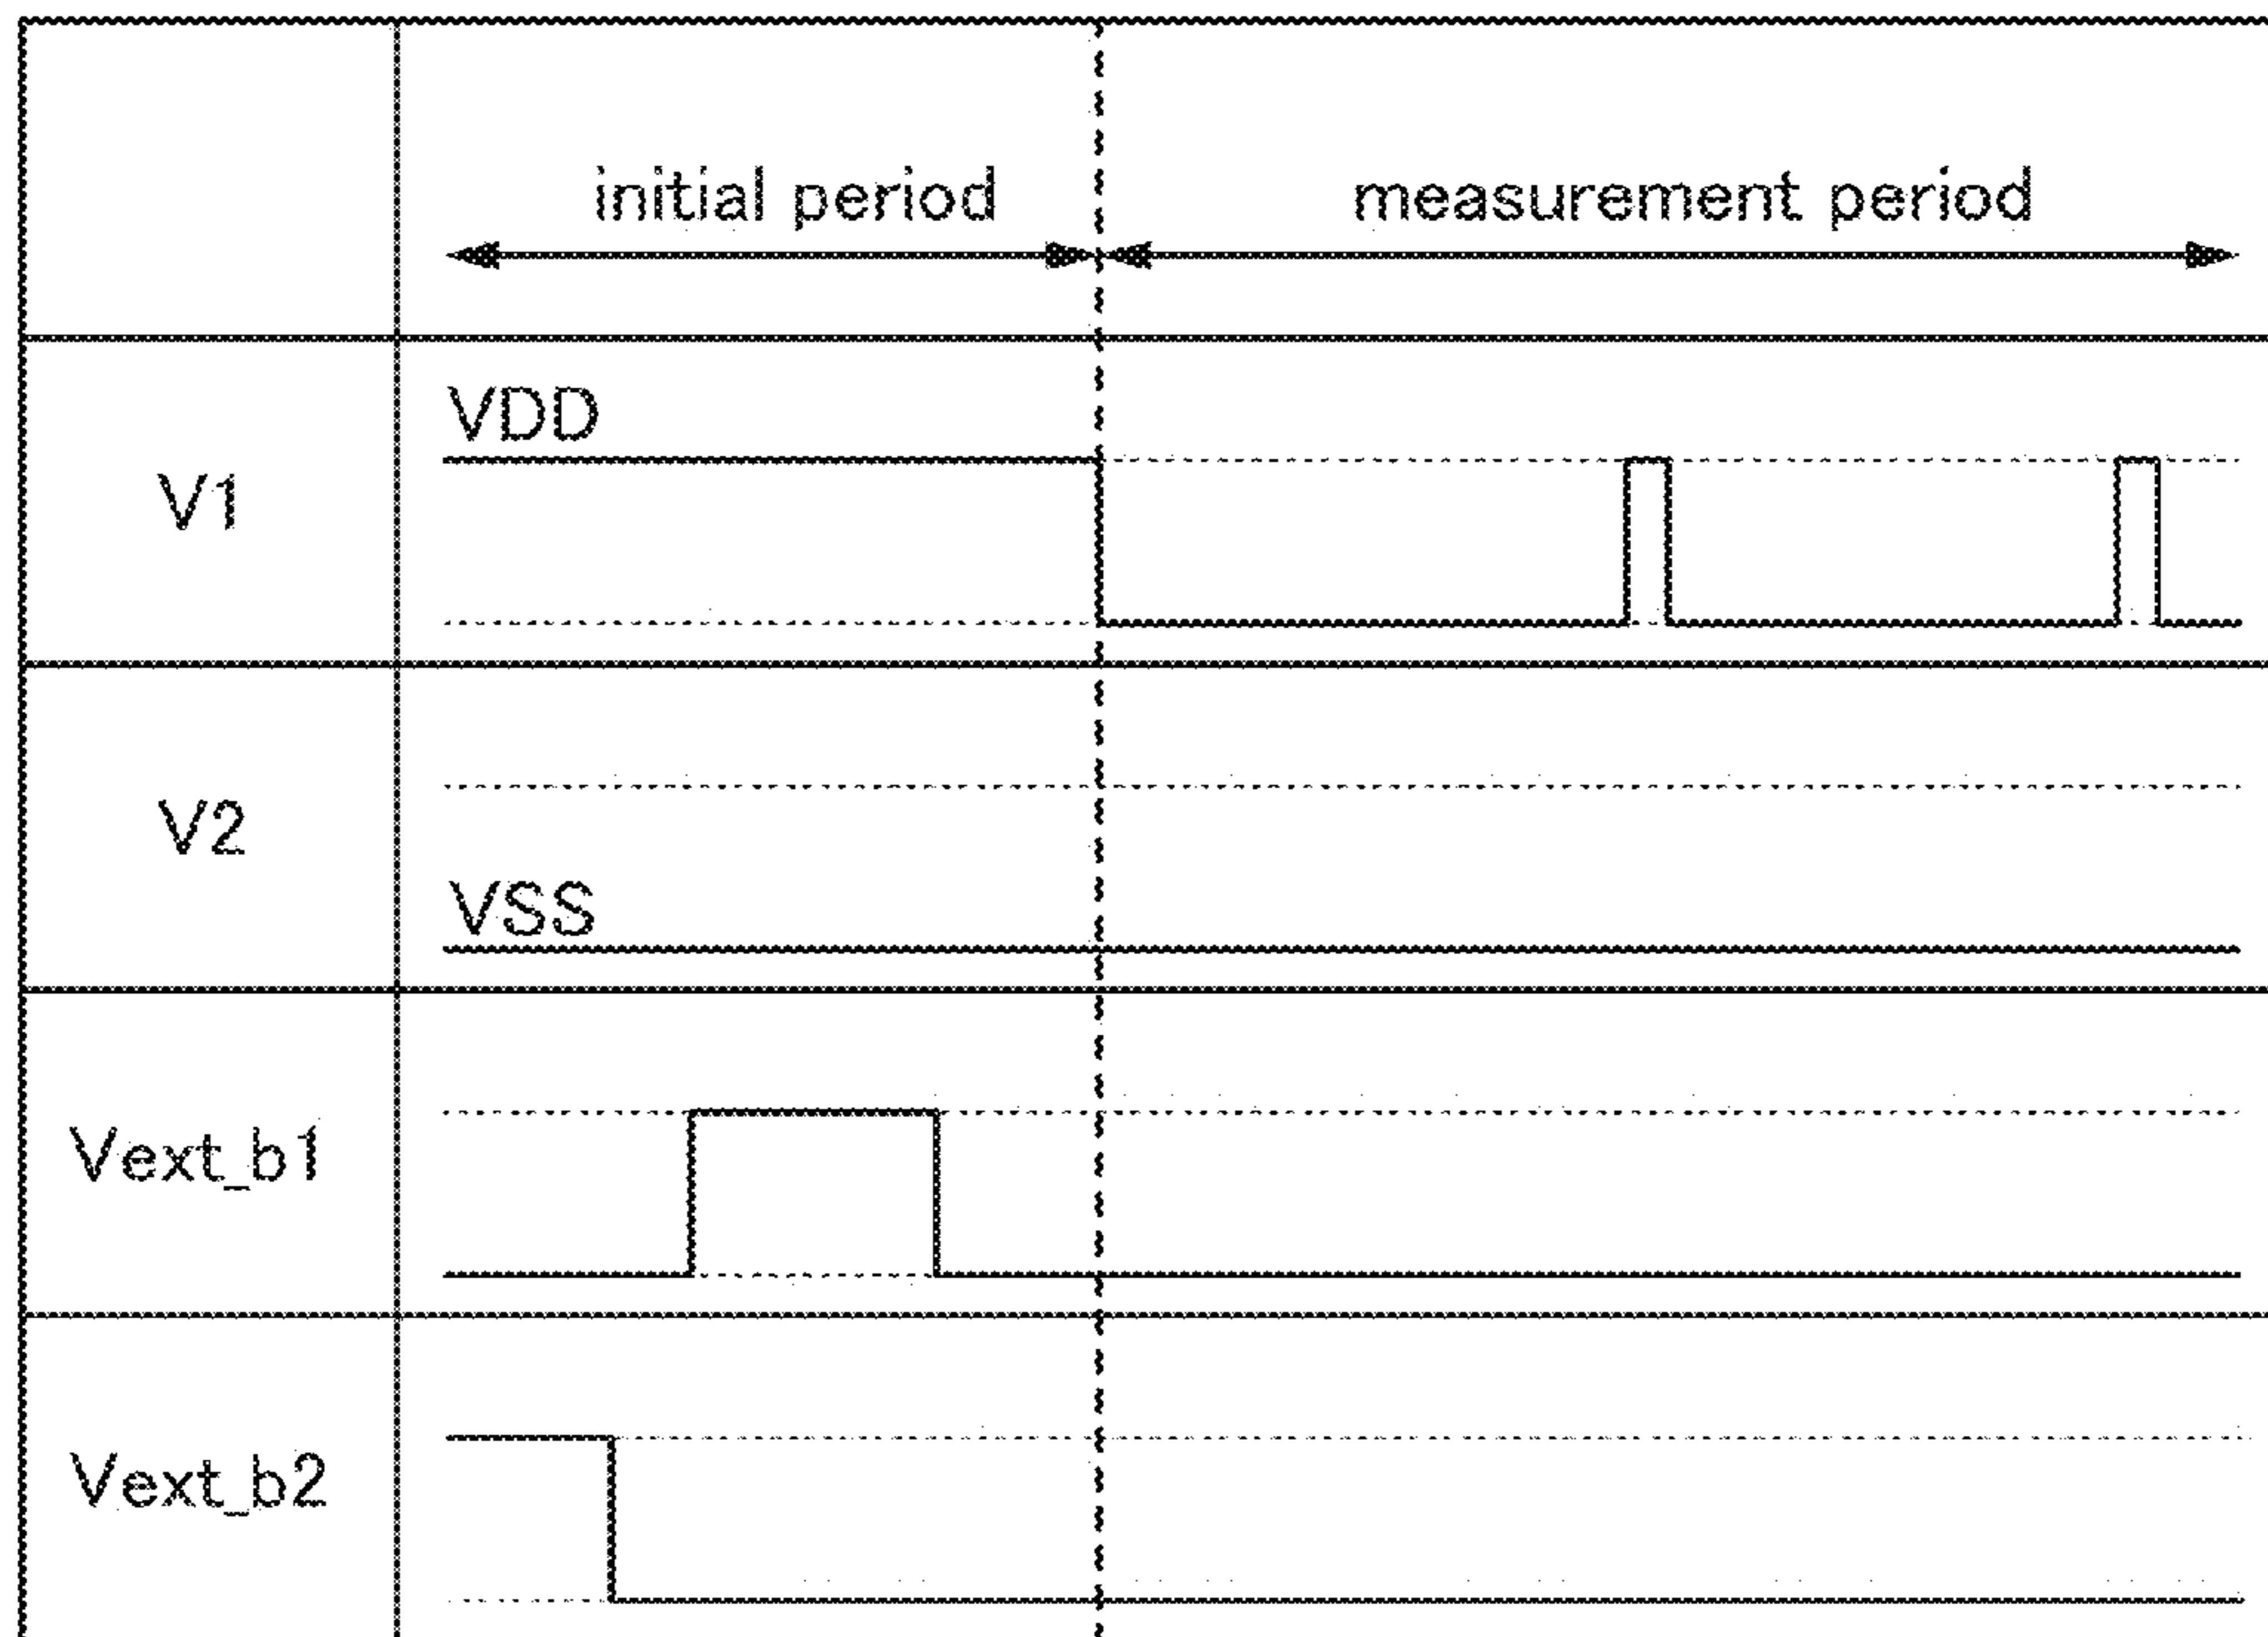 initial period measurement period
VDD
V1
V2
VSS
Vext_b1
Vext_b2